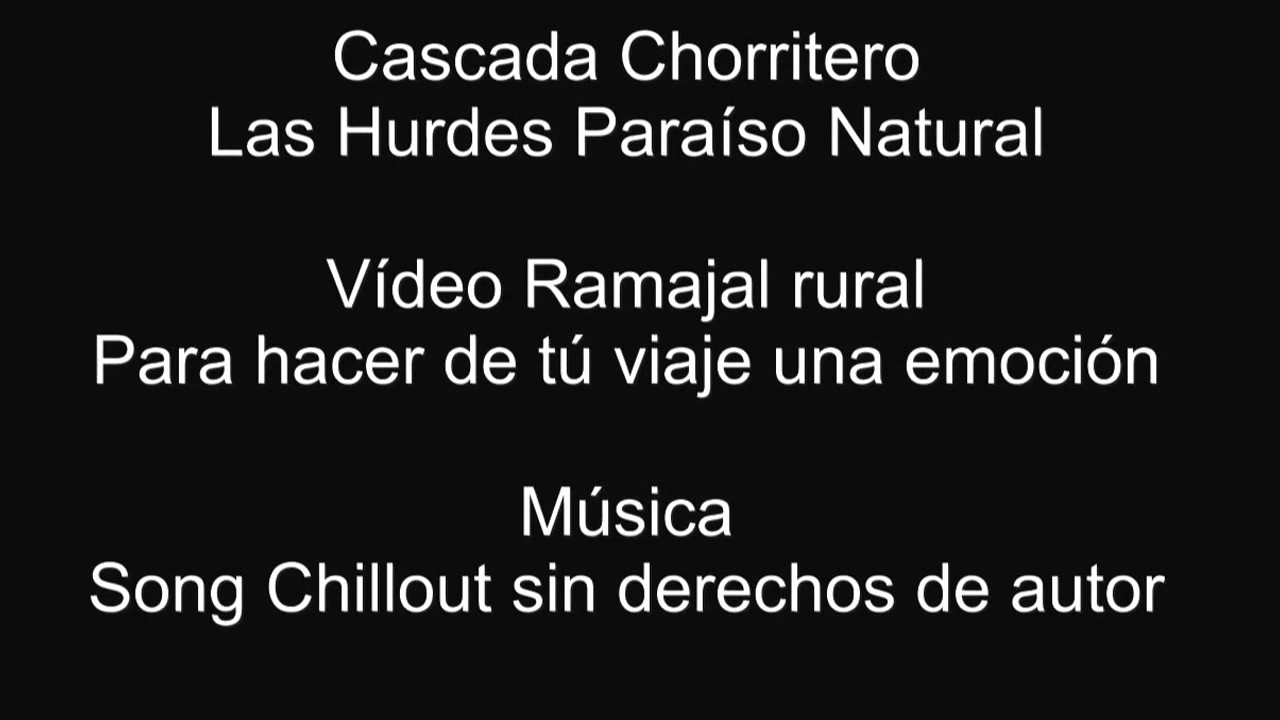 Cascada Chorritero
Las Hurdes Paraíso Natural
Vídeo Ramajal rural
Para hacer de tú viaje una emoción
Música
Song Chillout sin derechos de autor